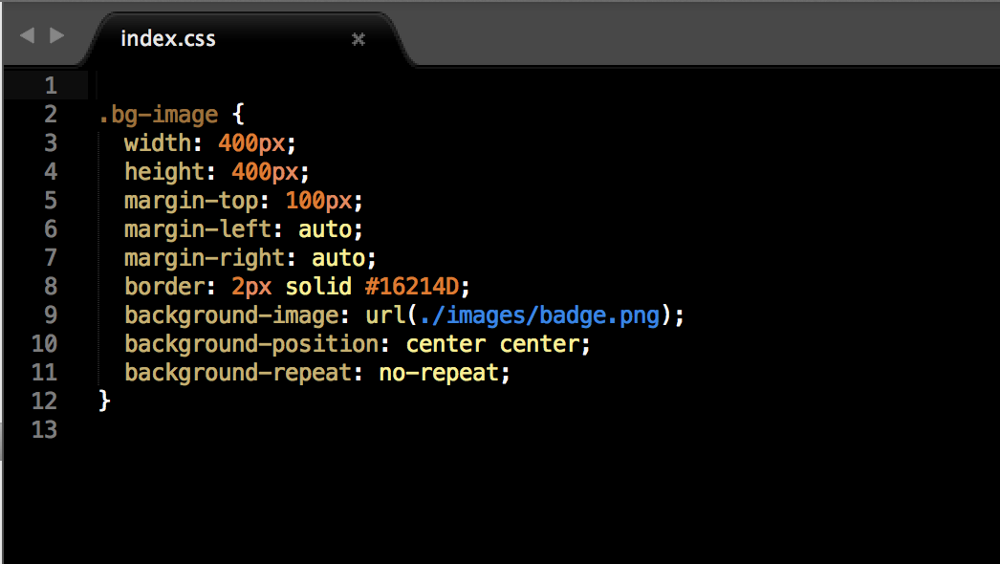 index.css ×
1
2 .bg-image {
3 width: 400px;
4 height: 400px;
5 margin-top: 100px;
6 margin-left: auto;
7 margin-right: auto;
8 border: 2px solid #16214D;
9 background-image: url(./images/badge.png);
10 background-position: center center;
11 background-repeat: no-repeat;
12 }
13